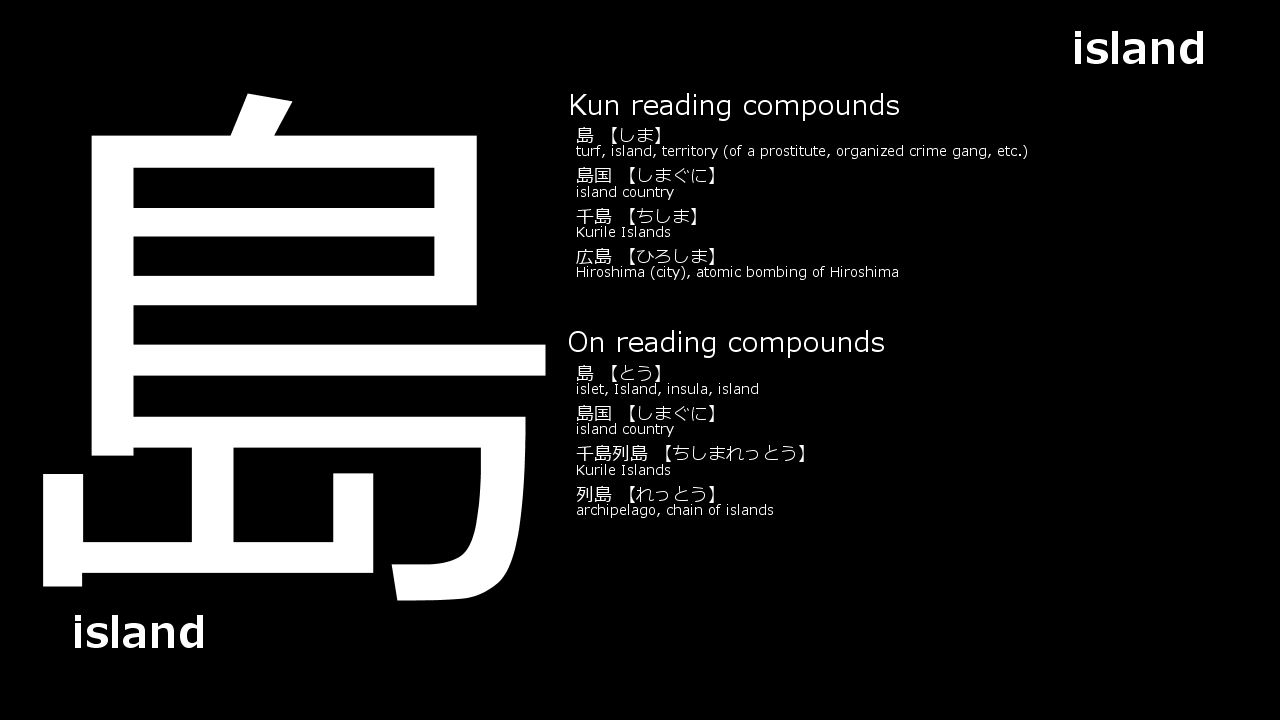 island
島
Kun reading compounds
島 【しま】
turf, island, territory (of a prostitute, organized crime gang, etc.)
島国 【しまぐに】
island country
千島 【ちしま】
Kurile Islands
広島 【ひろしま】
Hiroshima (city), atomic bombing of Hiroshima
On reading compounds
島 【とう】
islet, Island, insula, island
島国 【しまぐに】
island country
千島列島 【ちしまれっとう】
Kurile Islands
列島 【れっとう】
archipelago, chain of islands
island